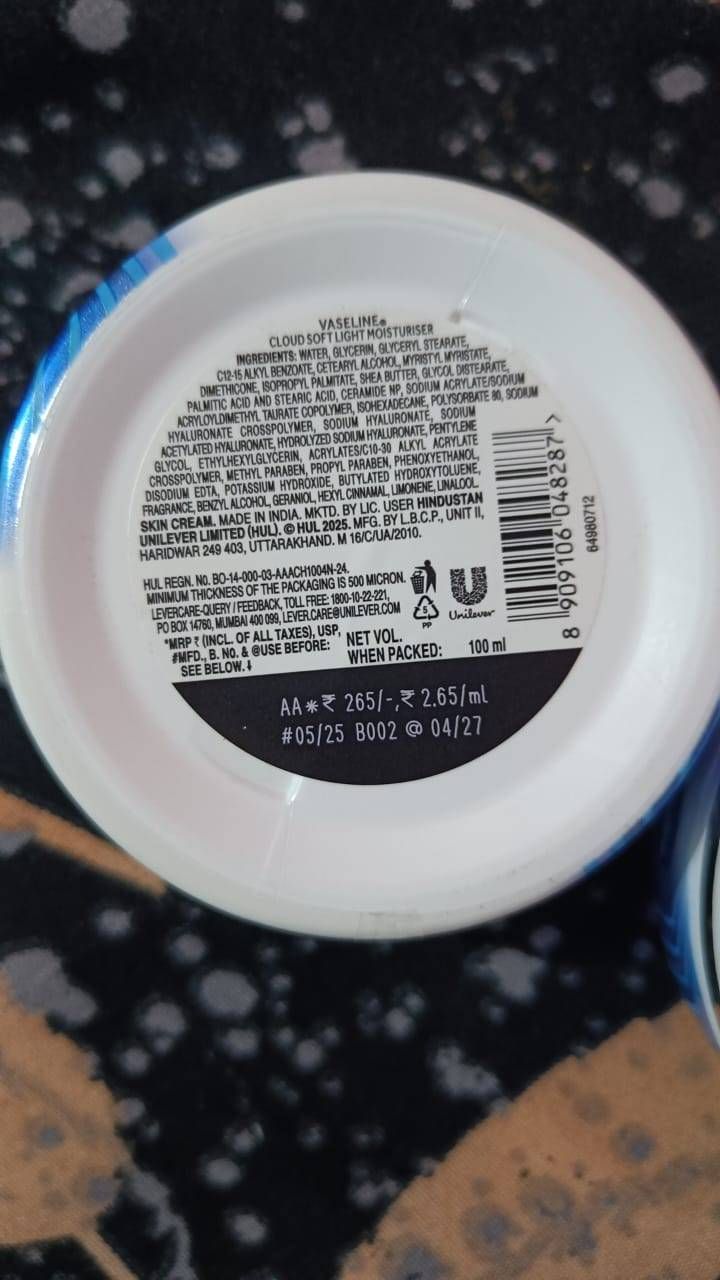 VASELINE®
CLOUD SOFT LIGHT MOISTURISER
INGREDIENTS: WATER, GLYCERIN, GLYCERYL STEARATE,
C12-15 ALKYL BENZOATE, CETEARYL ALCOHOL, MYRISTYL MYRISTATE,
DIMETHICONE, ISOPROPYL PALMITATE, SHEA BUTTER, GLYCOL DISTEARATE,
PALMITIC ACID AND STEARIC ACID, CERAMIDE NP, SODIUM ACRYLATE/SODIUM
ACRYLOYLDIMETHYL TAURATE COPOLYMER, ISOHEXADECANE, POLYSORBATE 80, SODIUM
HYALURONATE CROSSPOLYMER, SODIUM HYALURONATE, SODIUM
ACETYLATED HYALURONATE, HYDROLYZED SODIUM HYALURONATE, PENTYLENE
GLYCOL, ETHYLHEXYLGLYCERIN, ACRYLATES/C10-30 ALKYL ACRYLATE
CROSSPOLYMER, METHYL PARABEN, PROPYL PARABEN, PHENOXYETHANOL,
DISODIUM EDTA, POTASSIUM HYDROXIDE, BUTYLATED HYDROXYTOLUENE,
FRAGRANCE, BENZYL ALCOHOL, GERANIOL, HEXYL CINNAMAL, LIMONENE, LINALOOL.
SKIN CREAM. MADE IN INDIA. MKTD. BY LIC. USER HINDUSTAN
UNILEVER LIMITED (HUL). © HUL 2025. MFG. BY L.B.C.P., UNIT II,
HARIDWAR 249 403, UTTARAKHAND. M 16/C/UA/2010.
HUL REGN. No. BO-14-000-03-AAACH1004N-24.
MINIMUM THICKNESS OF THE PACKAGING IS 500 MICRON.
LEVERCARE-QUERY / FEEDBACK, TOLL FREE: 1800-10-22-221,
PO BOX 14760, MUMBAI 400 099, LEVER.CARE@UNILEVER.COM
5
PP
Unilever
8 909106 048287 >
64980712
*MRP ₹ (INCL. OF ALL TAXES), USP,
#MFD., B. No. & @USE BEFORE:
SEE BELOW.
NET VOL.
WHEN PACKED: 100 ml
AA*₹ 265/-,₹ 2.65/ml
#05/25 B002 @ 04/27